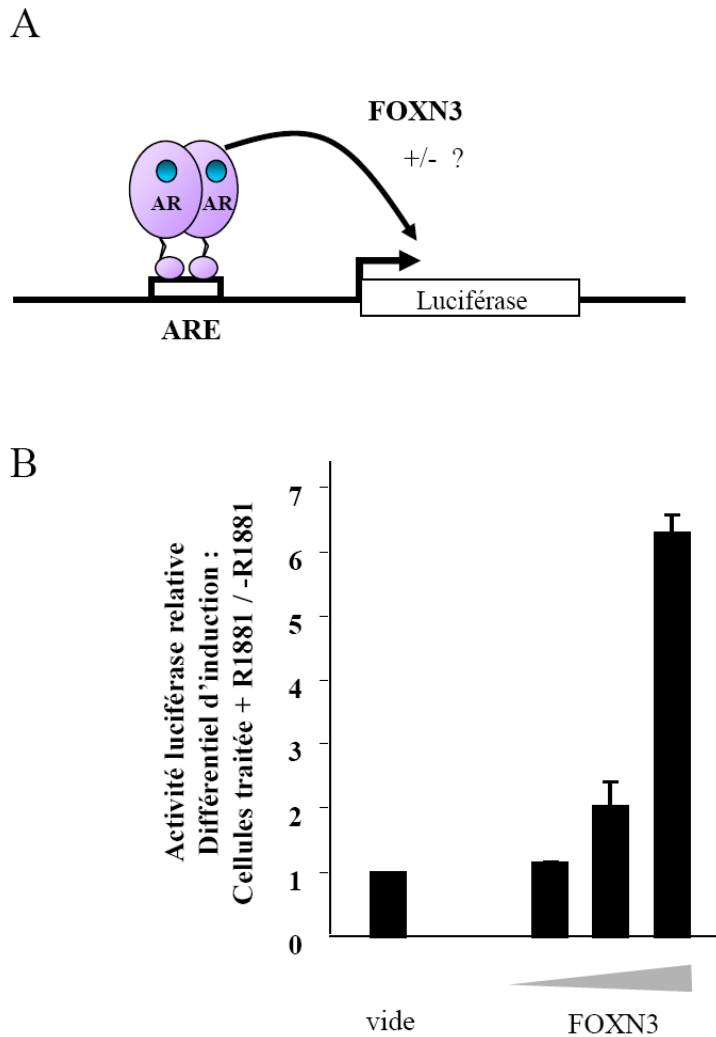 A
FOXN3
+/- ?
AR AR
Luciférase
ARE
B
Activité luciférase relative
Différentiel d'induction :
Cellules traitée + R1881 / -R1881
7
6
5
4
3
2
1
0
vide FOXN3